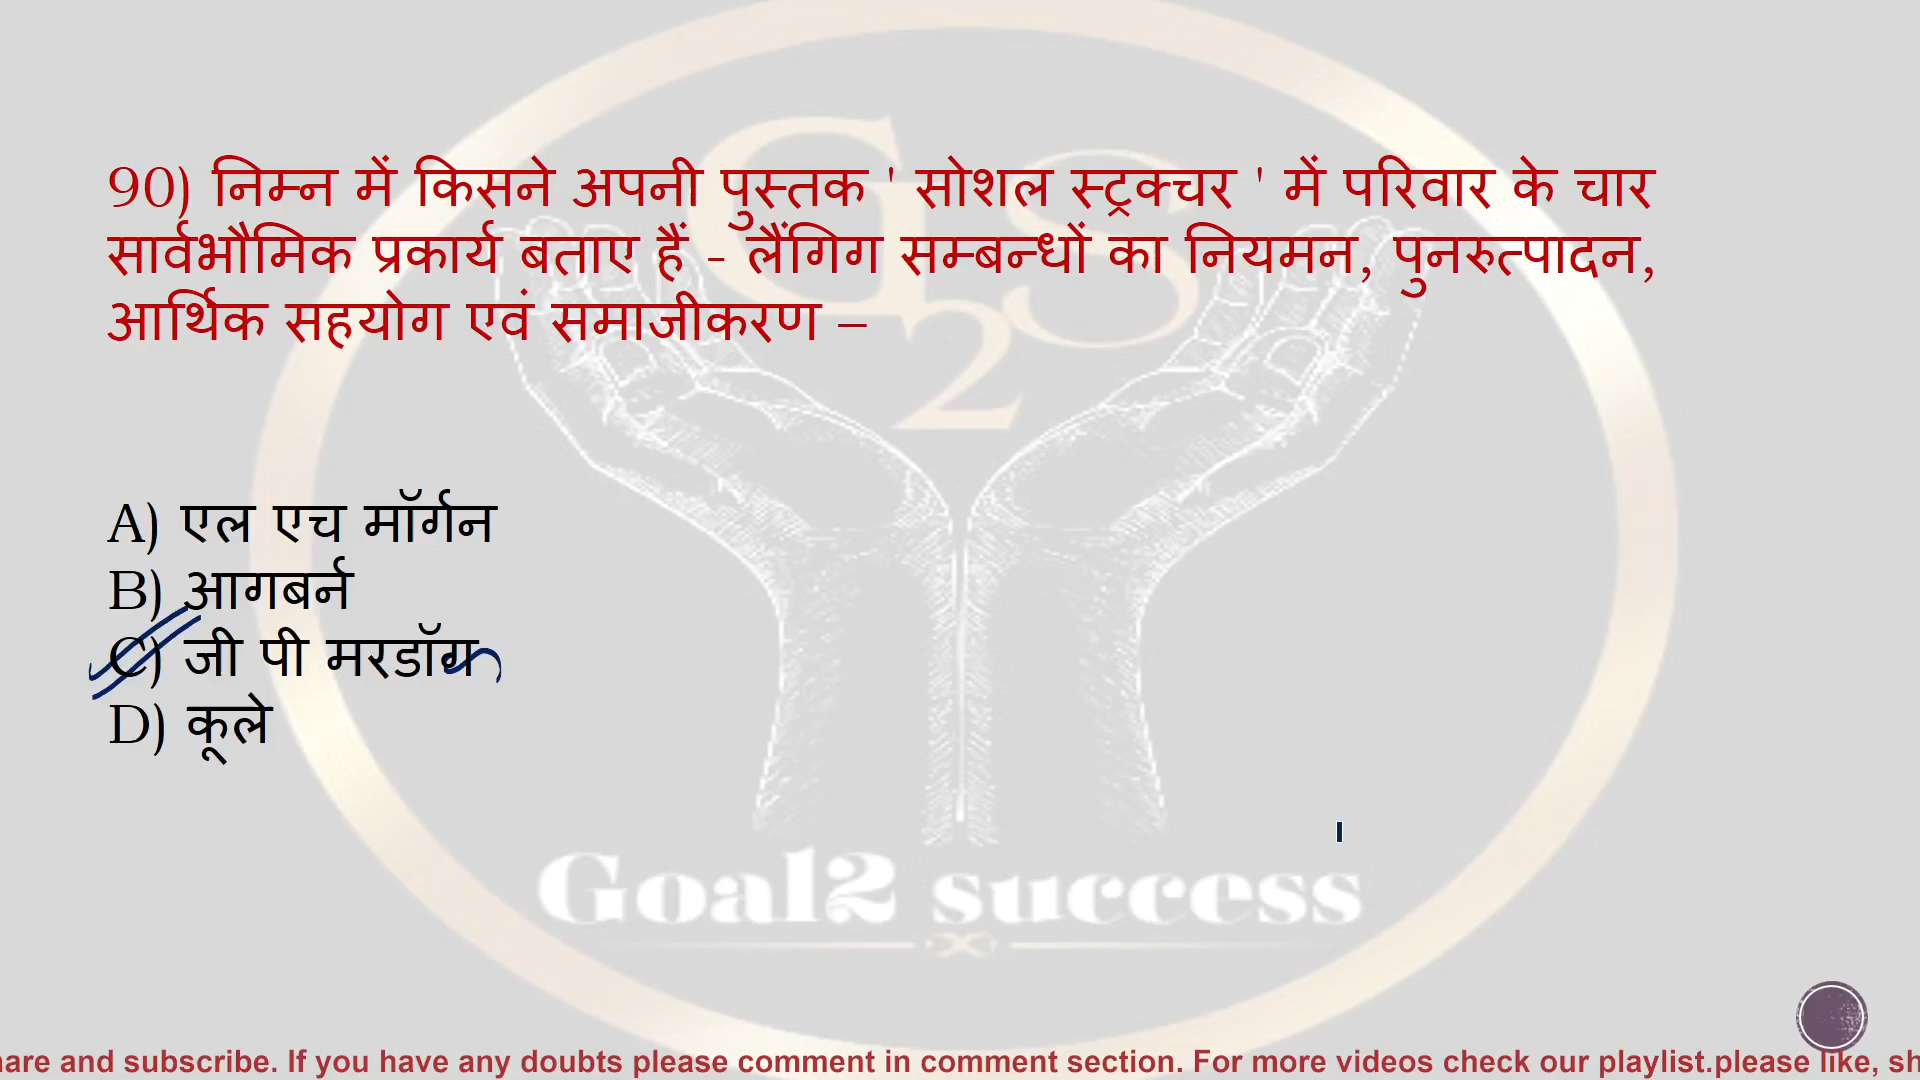 90) निम्न में किसने अपनी पुस्तक ' सोशल स्ट्रक्चर ' में परिवार के चार
सार्वभौमिक प्रकार्य बताए हैं - लैंगिग सम्बन्धों का नियमन, पुनरुत्पादन,
आर्थिक सहयोग एवं समाजीकरण –
A) एल एच मॉर्गन
B) आगबर्न
C) जी पी मरडॉग
D) कूले
G2S
Goal2 success
are and subscribe. If you have any doubts please comment in comment section. For more videos check our playlist.please like, sh